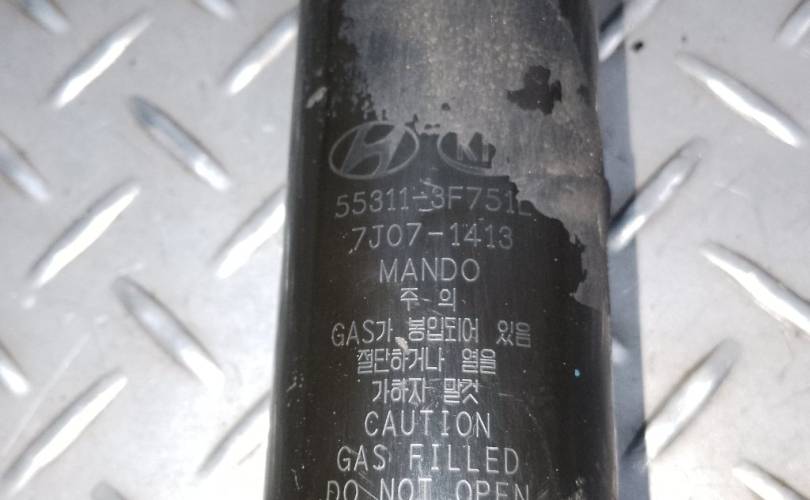 55311-3F751
7J07-1413
MANDO
주 의
GAS가 봉입되어 있음
절단하거나 열을
가하지 말것
CAUTION
GAS FILLED
DO NOT OPEN